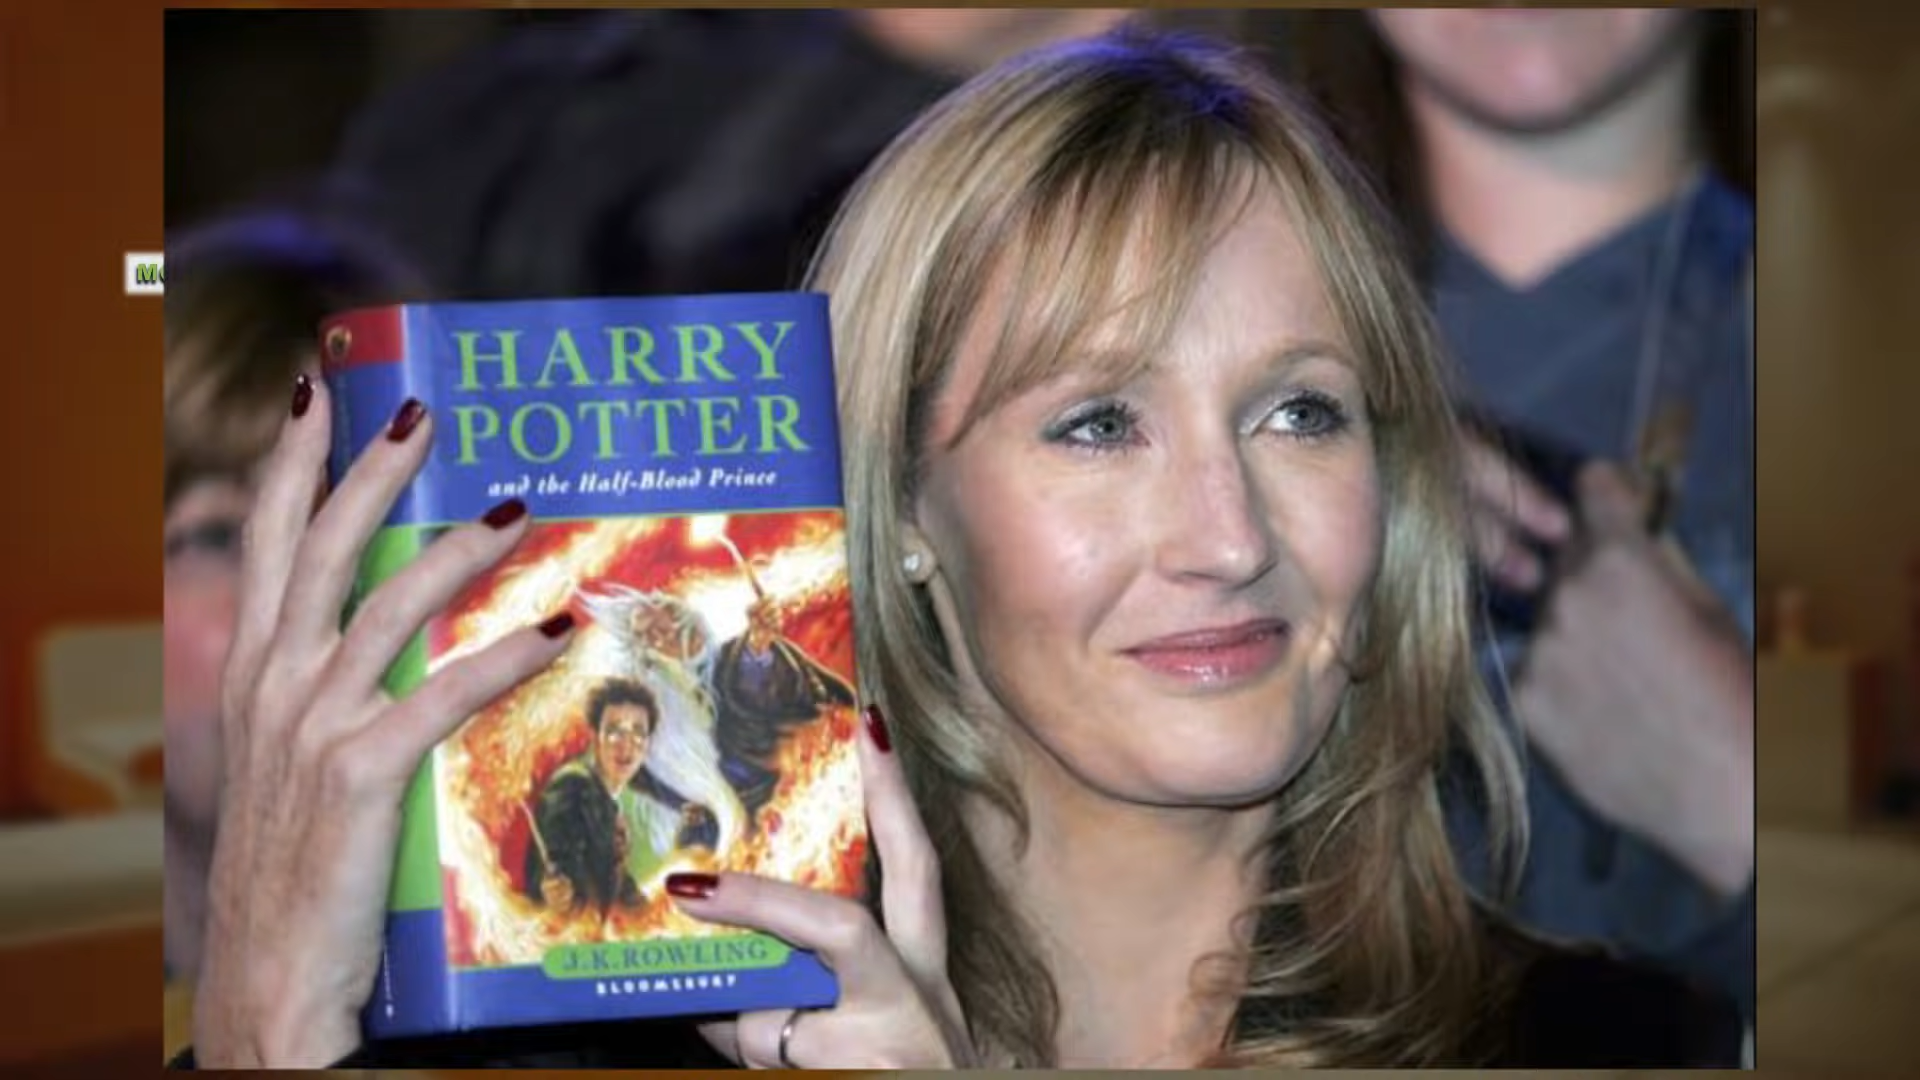 HARRY
POTTER
and the Half-Blood Prince
J.K.ROWLING
BLOOMSBURY